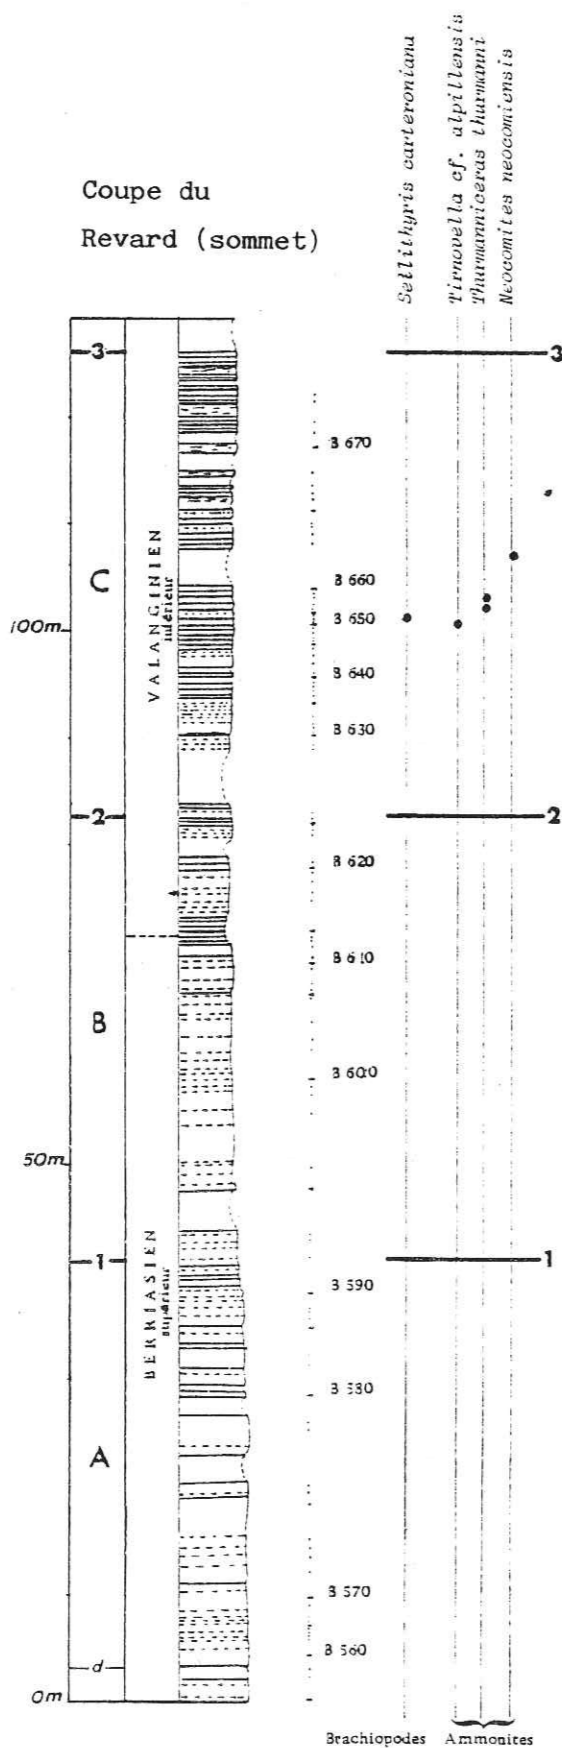 Sellithyris carteroniana
Tirnovella cf. alpillensis
Thurmanniceras thurmanni
Neocomites neocomiensis
Coupe du
Revard (sommet)
3
3
B 670
C
VALANGINIEN
inférieur
B 660
B 650
100m
B 640
B 630
2
2
B 620
B 610
B
B 600
50m
1
1
BERRIASIEN
supérieur
B 590
B 580
A
B 570
B 560
d
0m
Brachiopodes
Ammonites